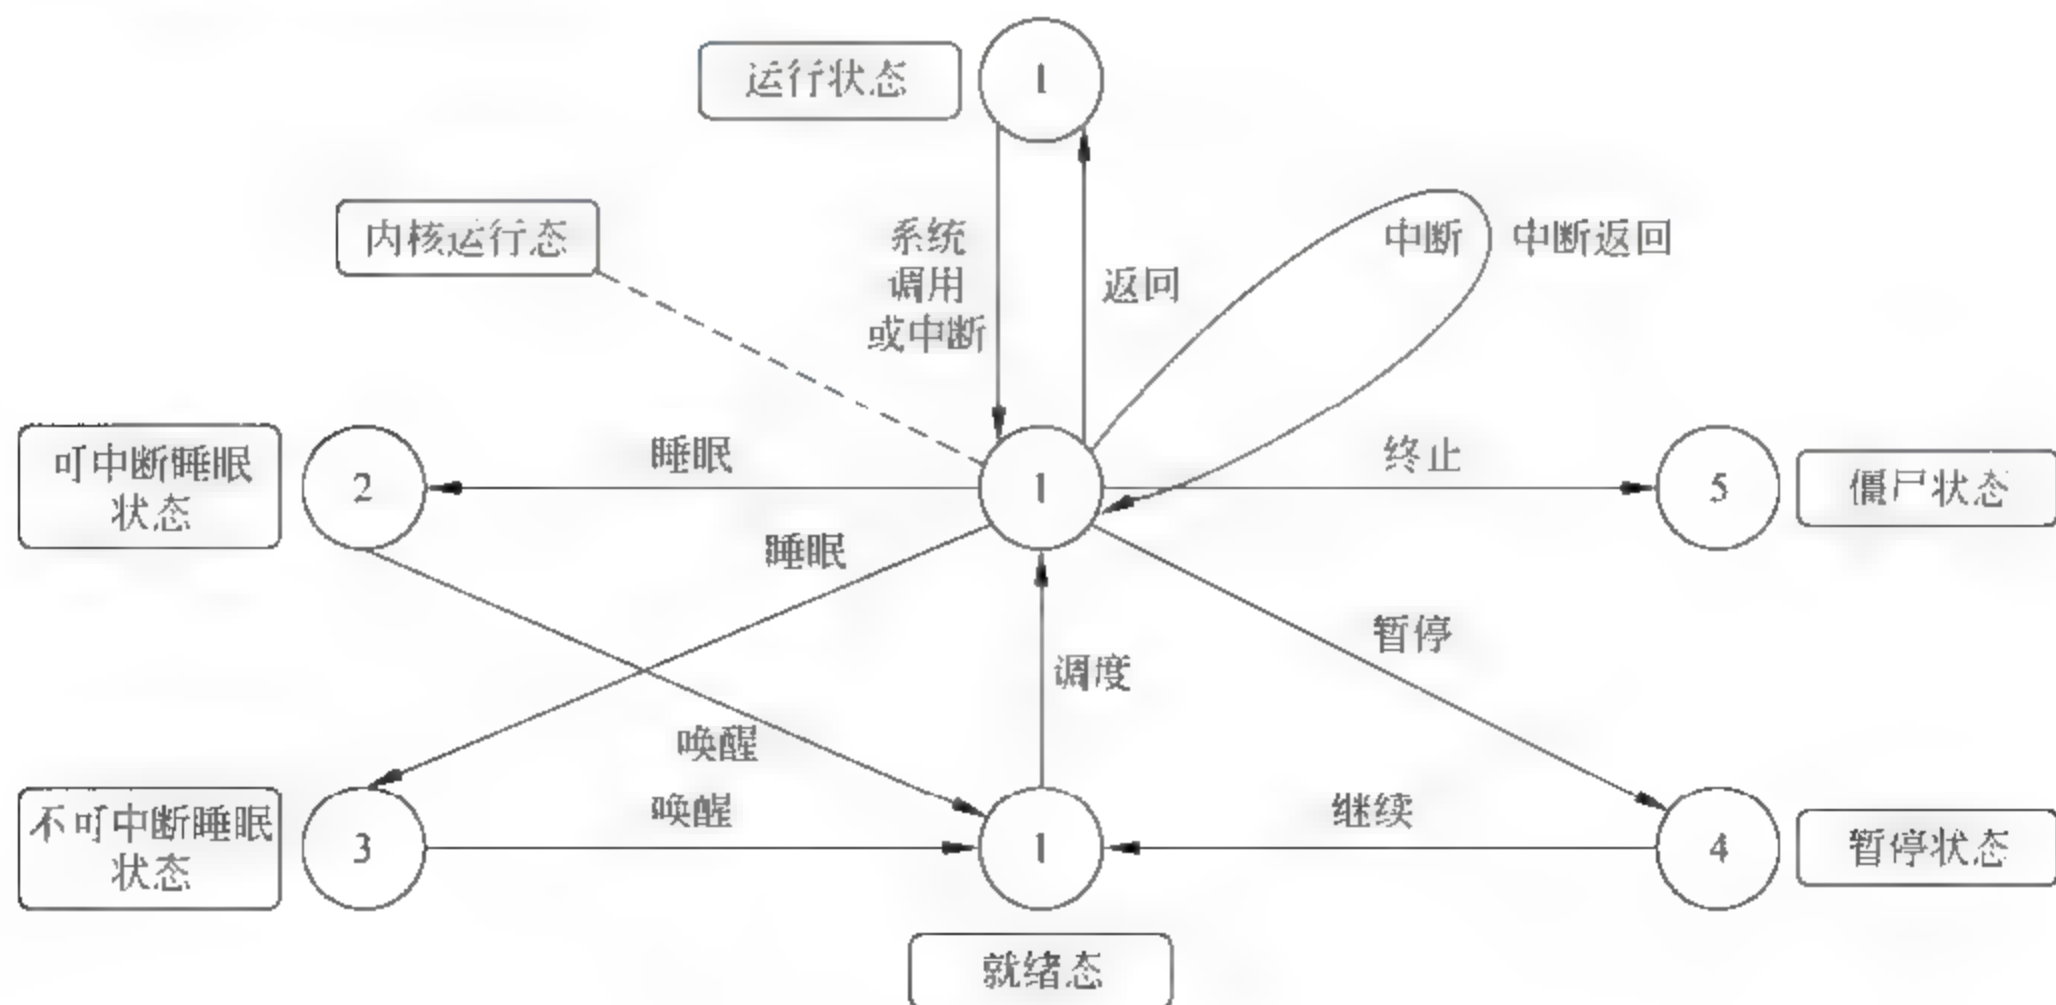 运行状态
1
内核运行态
系统
调用
或中断
返回
中断
中断返回
可中断睡眠
状态
2
睡眠
1
终止
5
僵尸状态
睡眠
暂停
调度
唤醒
不可中断睡眠
状态
3
唤醒
1
继续
4
暂停状态
就绪态